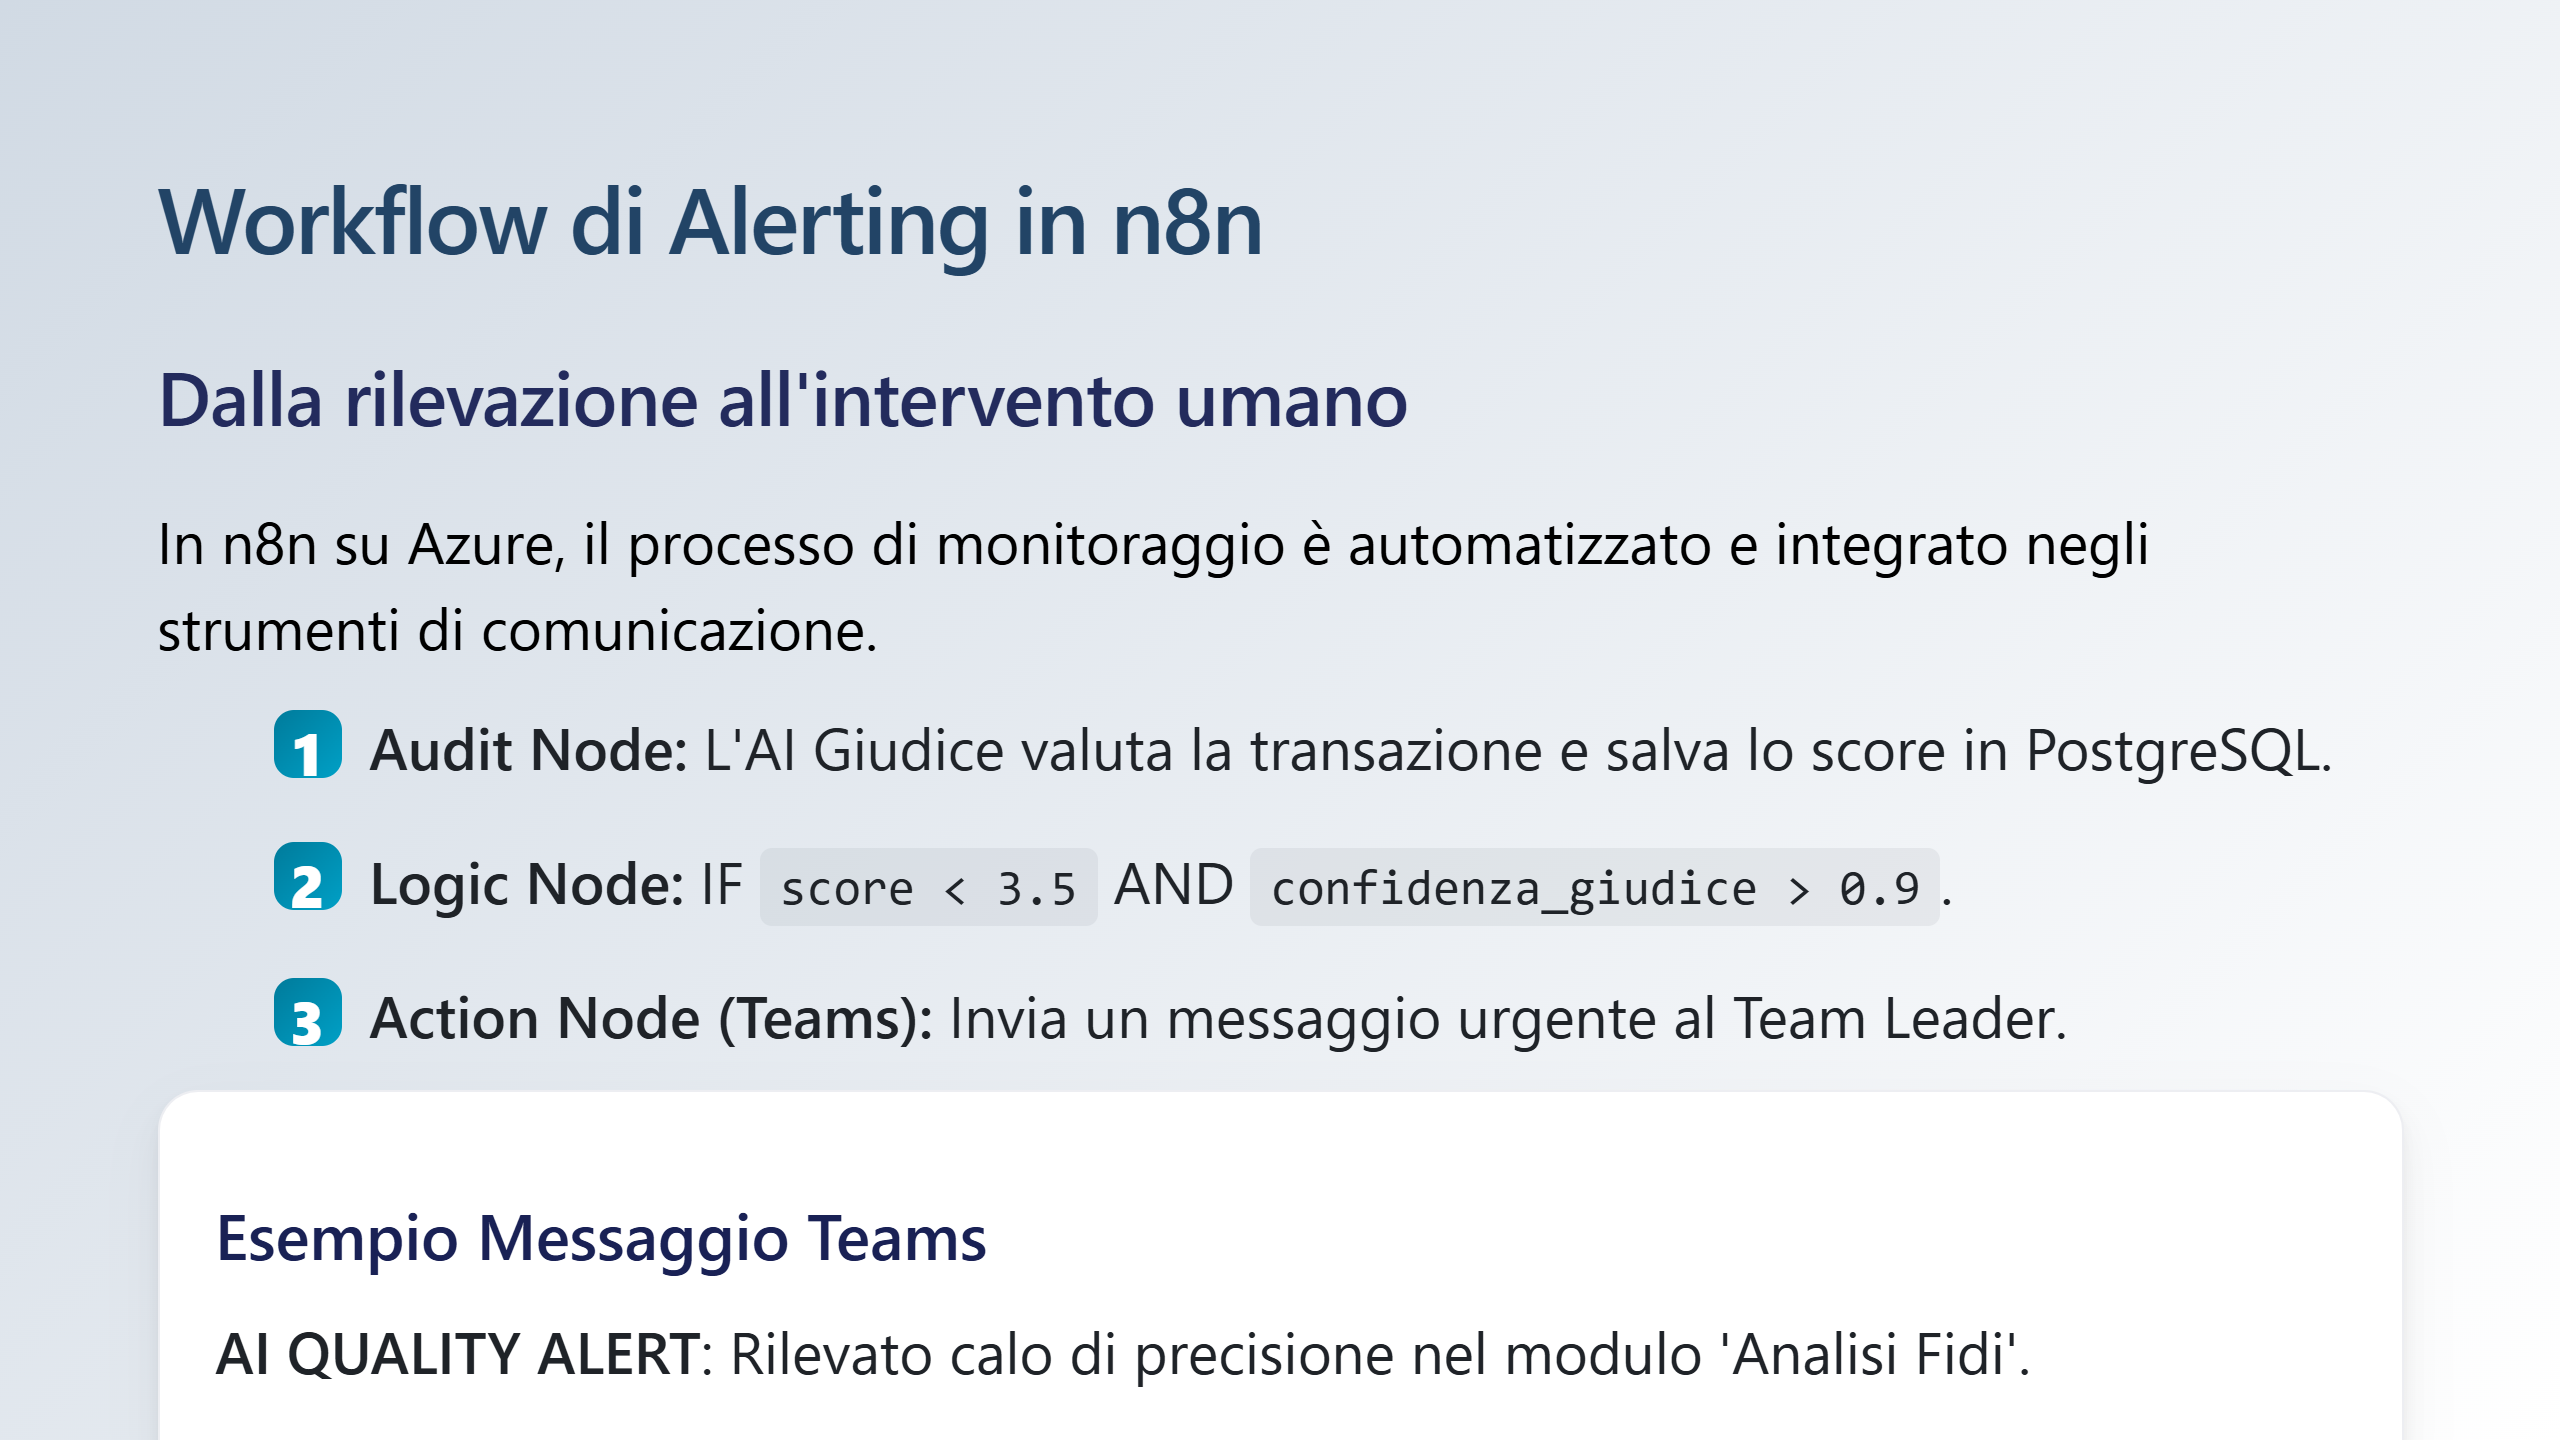 Workflow di Alerting in n8n
Dalla rilevazione all'intervento umano
In n8n su Azure, il processo di monitoraggio è automatizzato e integrato negli
strumenti di comunicazione.
1 Audit Node: L'AI Giudice valuta la transazione e salva lo score in PostgreSQL.
2 Logic Node: IF score < 3.5 AND confidenza_giudice > 0.9.
3 Action Node (Teams): Invia un messaggio urgente al Team Leader.
Esempio Messaggio Teams
AI QUALITY ALERT: Rilevato calo di precisione nel modulo 'Analisi Fidi'.